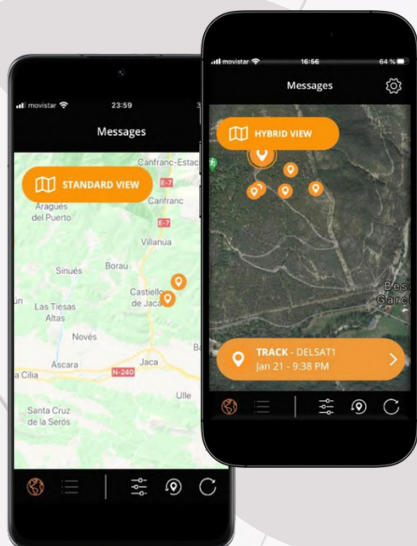 movistar
23:59
Messages
Canfranc-Estac
STANDARD VIEW
E-7
Aragüés
del Puerto
Canfranc
E-7
Villanúa
Sinués
Borau
Castiello
de Jaca
Las Tiesas
Altas
Novés
Ascara
Jaca
N-240
a Cilia
Ulle
Santa Cruz
de la Serós
movistar
16:56
64 %
Messages
HYBRID VIEW
TRACK - DELSAT1
Jan 21 - 9:38 PM